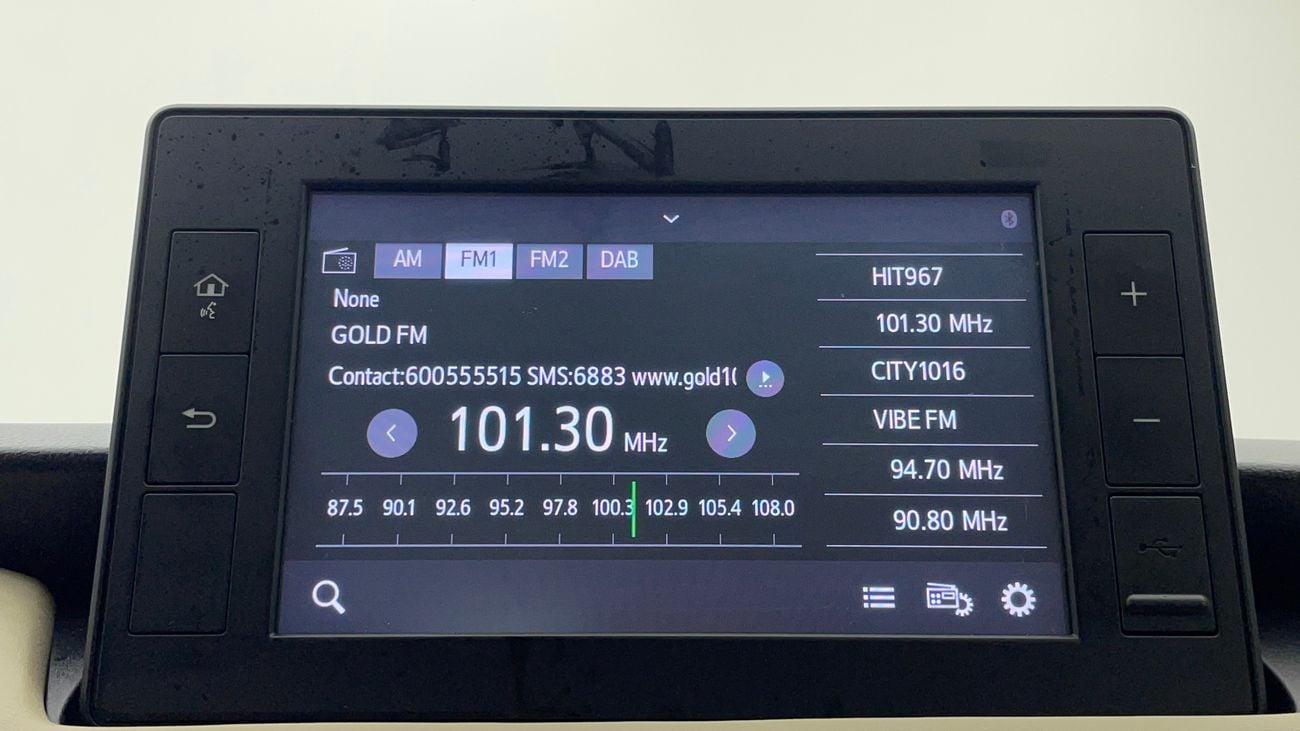 AM FM1 FM2 DAB
None
GOLD FM
Contact:600555515 SMS:6883 www.gold1(
101.30 MHz
87.5 90.1 92.6 95.2 97.8 100.3 102.9 105.4 108.0
HIT967
101.30 MHz
CITY1016
VIBE FM
94.70 MHz
90.80 MHz
+
−